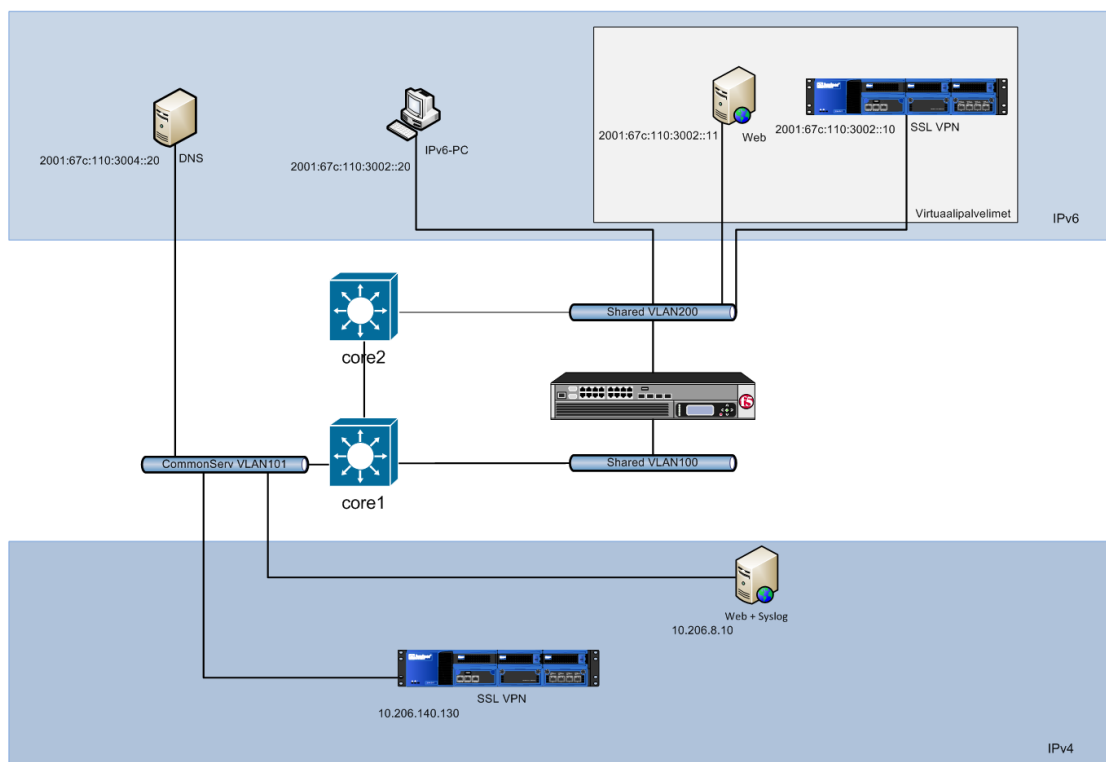 2001:67c:110:3004::20
DNS
2001:67c:110:3002::20
IPv6-PC
2001:67c:110:3002::11
Web
2001:67c:110:3002::10
SSL VPN
Virtuaalipalvelimet
IPv6
Shared VLAN200
core2
f5
CommonServ VLAN101
Shared VLAN100
core1
Web + Syslog
10.206.8.10
SSL VPN
10.206.140.130
IPv4